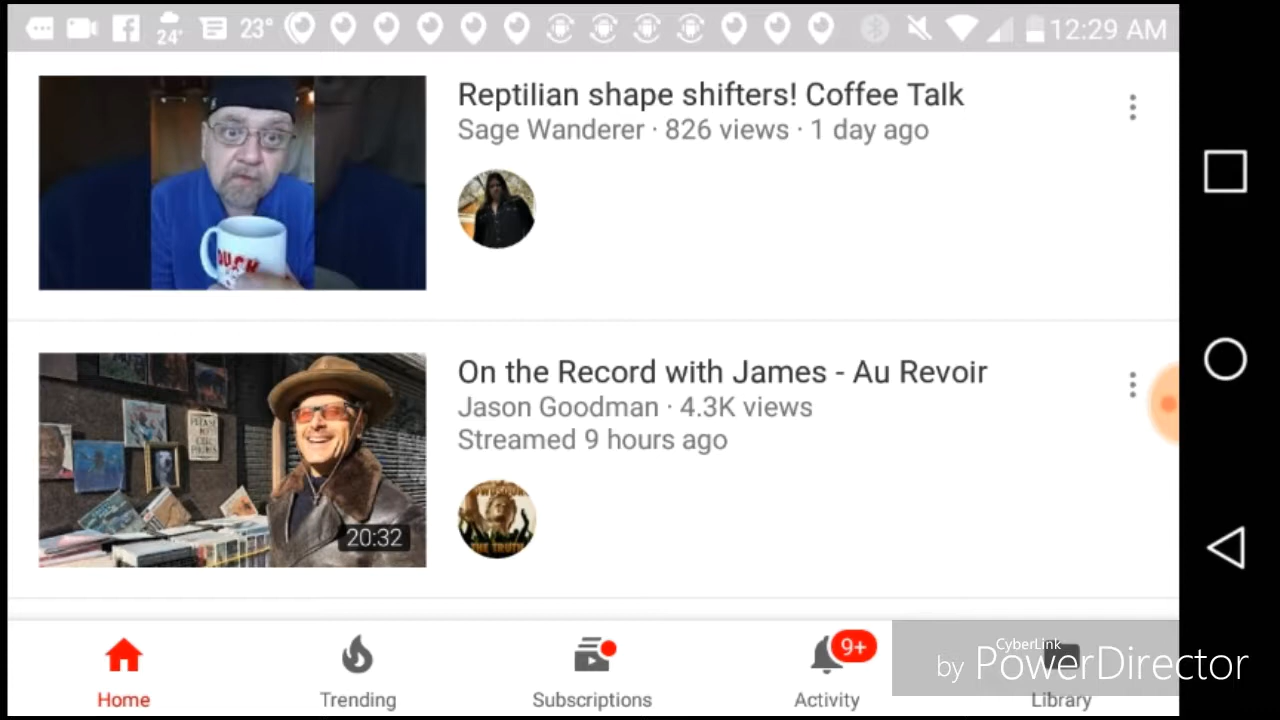 24° 23° 12:29 AM
Reptilian shape shifters! Coffee Talk
Sage Wanderer · 826 views · 1 day ago
On the Record with James - Au Revoir
Jason Goodman · 4.3K views
Streamed 9 hours ago
20:32
THE TRUTH
9+
Home Trending Subscriptions Activity Library
CyberLink
by PowerDirector